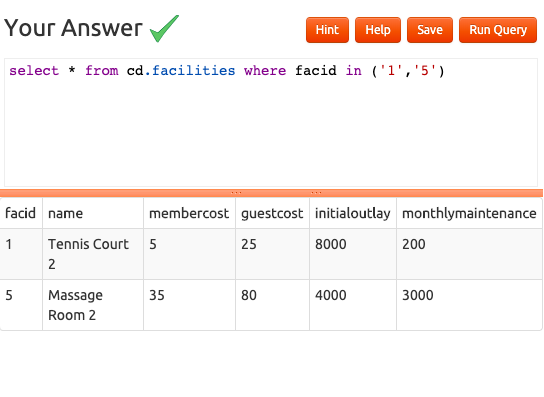 Your Answer
Hint Help Save Run Query
select * from cd.facilities where facid in ('1','5')
facid name membercost guestcost initialoutlay monthlymaintenance
1 Tennis Court 2 5 25 8000 200
5 Massage Room 2 35 80 4000 3000